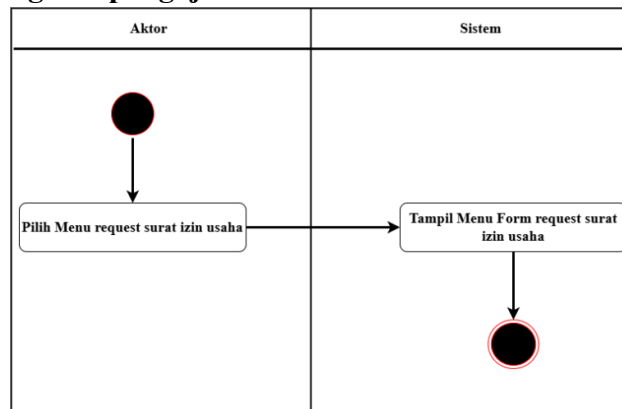 Aktor
Sistem
Pilih Menu request surat izin usaha
Tampil Menu Form request surat
izin usaha